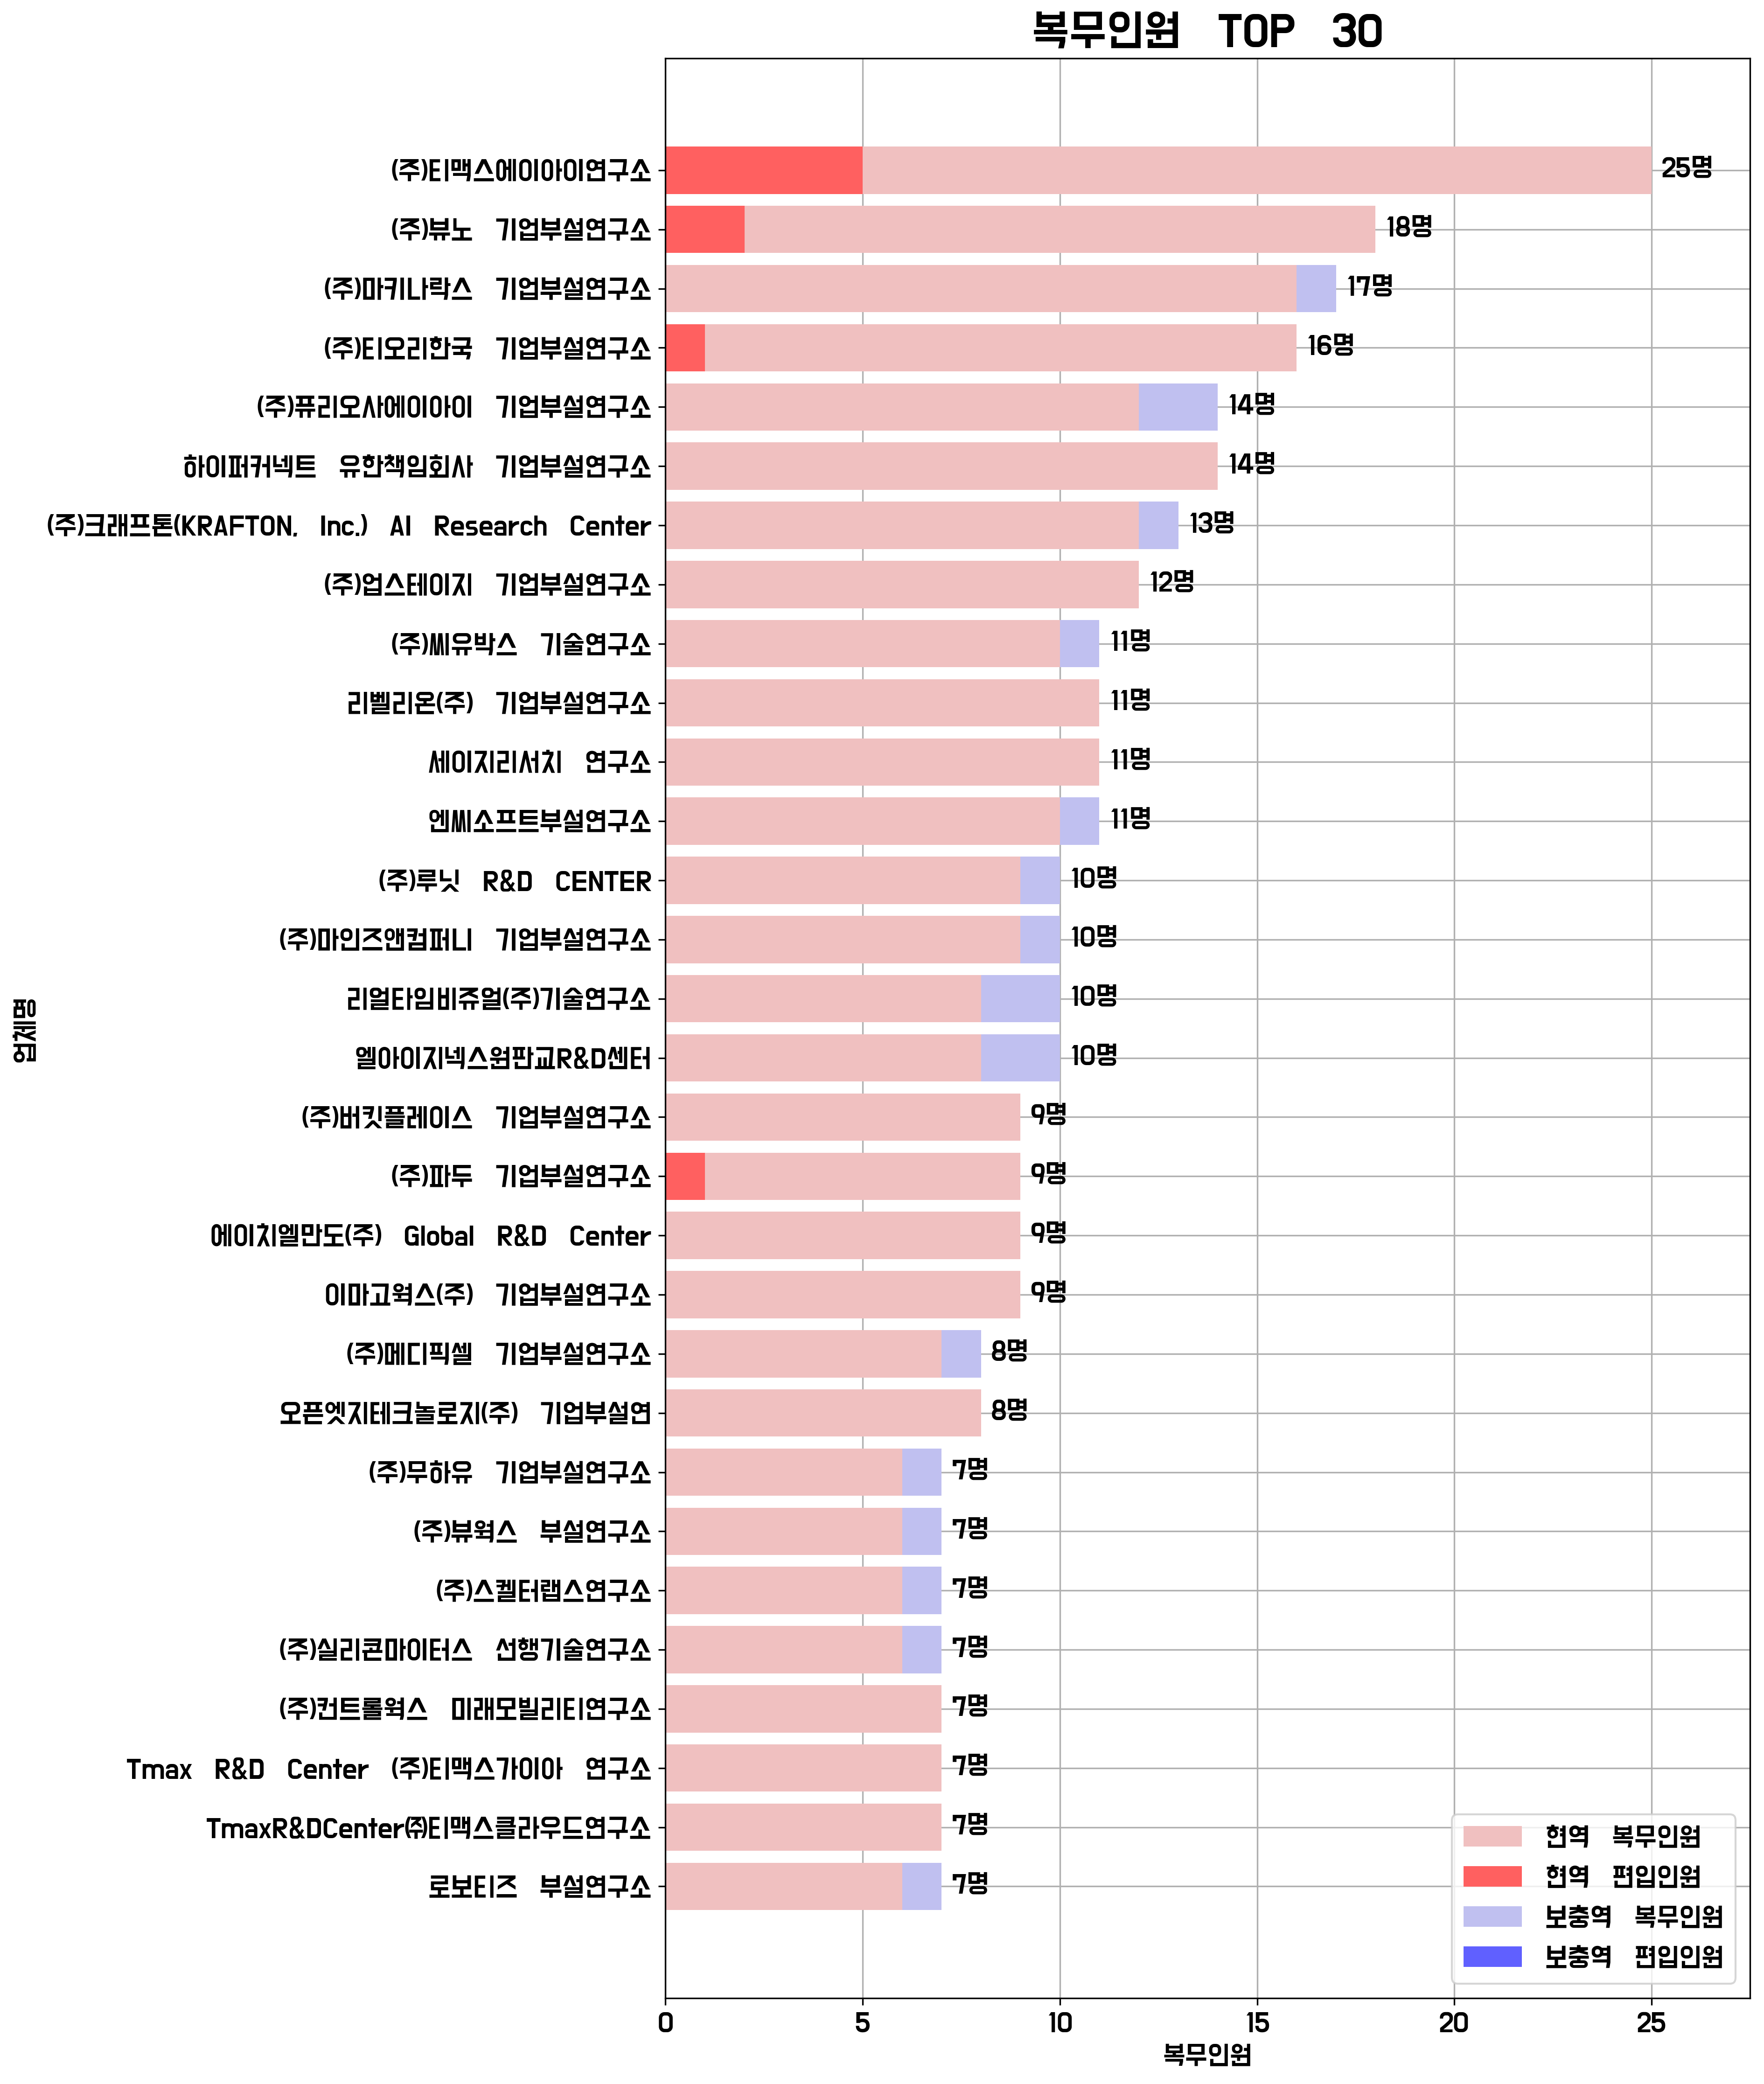 복무인원 TOP 30
(주)티맥스에이아이연구소 25명
(주)뷰노 기업부설연구소 18명
(주)마키나락스 기업부설연구소 17명
(주)티오리한국 기업부설연구소 16명
(주)퓨리오사에이아이 기업부설연구소 14명
하이퍼커넥트 유한책임회사 기업부설연구소 14명
(주)크래프톤(KRAFTON, Inc.) AI Research Center 13명
(주)업스테이지 기업부설연구소 12명
(주)씨유박스 기술연구소 11명
리벨리온(주) 기업부설연구소 11명
세이지리서치 연구소 11명
엔씨소프트부설연구소 11명
(주)루닛 R&D CENTER 10명
(주)마인즈앤컴퍼니 기업부설연구소 10명
리얼타임비쥬얼(주)기술연구소 10명
엘아이지넥스원판교R&D센터 10명
(주)버킷플레이스 기업부설연구소 9명
(주)파두 기업부설연구소 9명
에이치엘만도(주) Global R&D Center 9명
이마고웍스(주) 기업부설연구소 9명
(주)메디픽셀 기업부설연구소 8명
오픈엣지테크놀로지(주) 기업부설연 8명
(주)무하유 기업부설연구소 7명
(주)뷰웍스 부설연구소 7명
(주)스켈터랩스연구소 7명
(주)실리콘마이터스 선행기술연구소 7명
(주)컨트롤웍스 미래모빌리티연구소 7명
Tmax R&D Center (주)티맥스가이아 연구소 7명
TmaxR&DCenter㈜티맥스클라우드연구소 7명
로보티즈 부설연구소 7명
업체명
0 5 10 15 20 25
복무인원
현역 복무인원
현역 편입인원
보충역 복무인원
보충역 편입인원